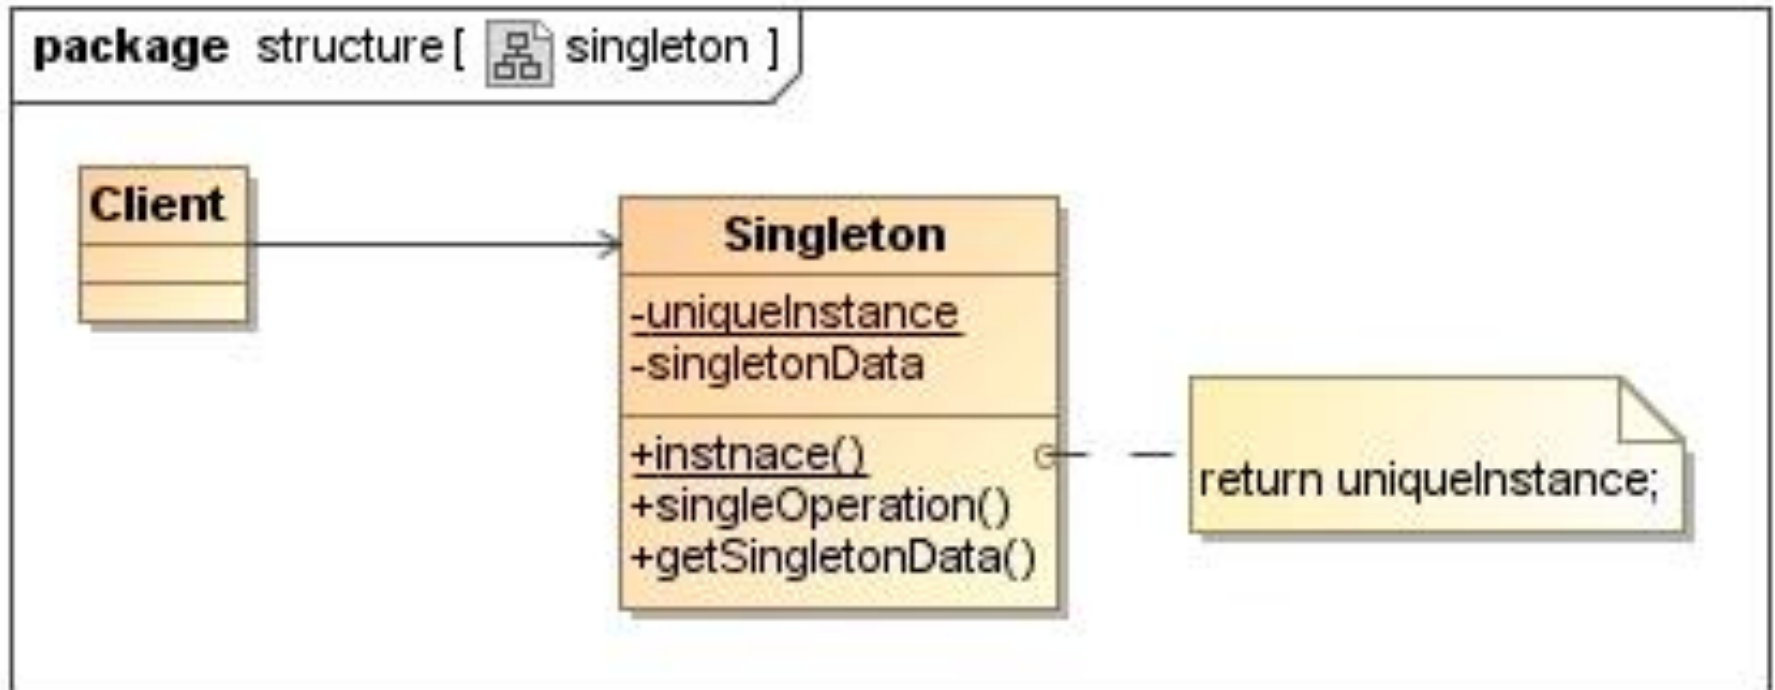 package structure [ singleton ]
Client
Singleton
-uniqueInstance
-singletonData
+instnace()
+singleOperation()
+getSingletonData()
return uniqueInstance;